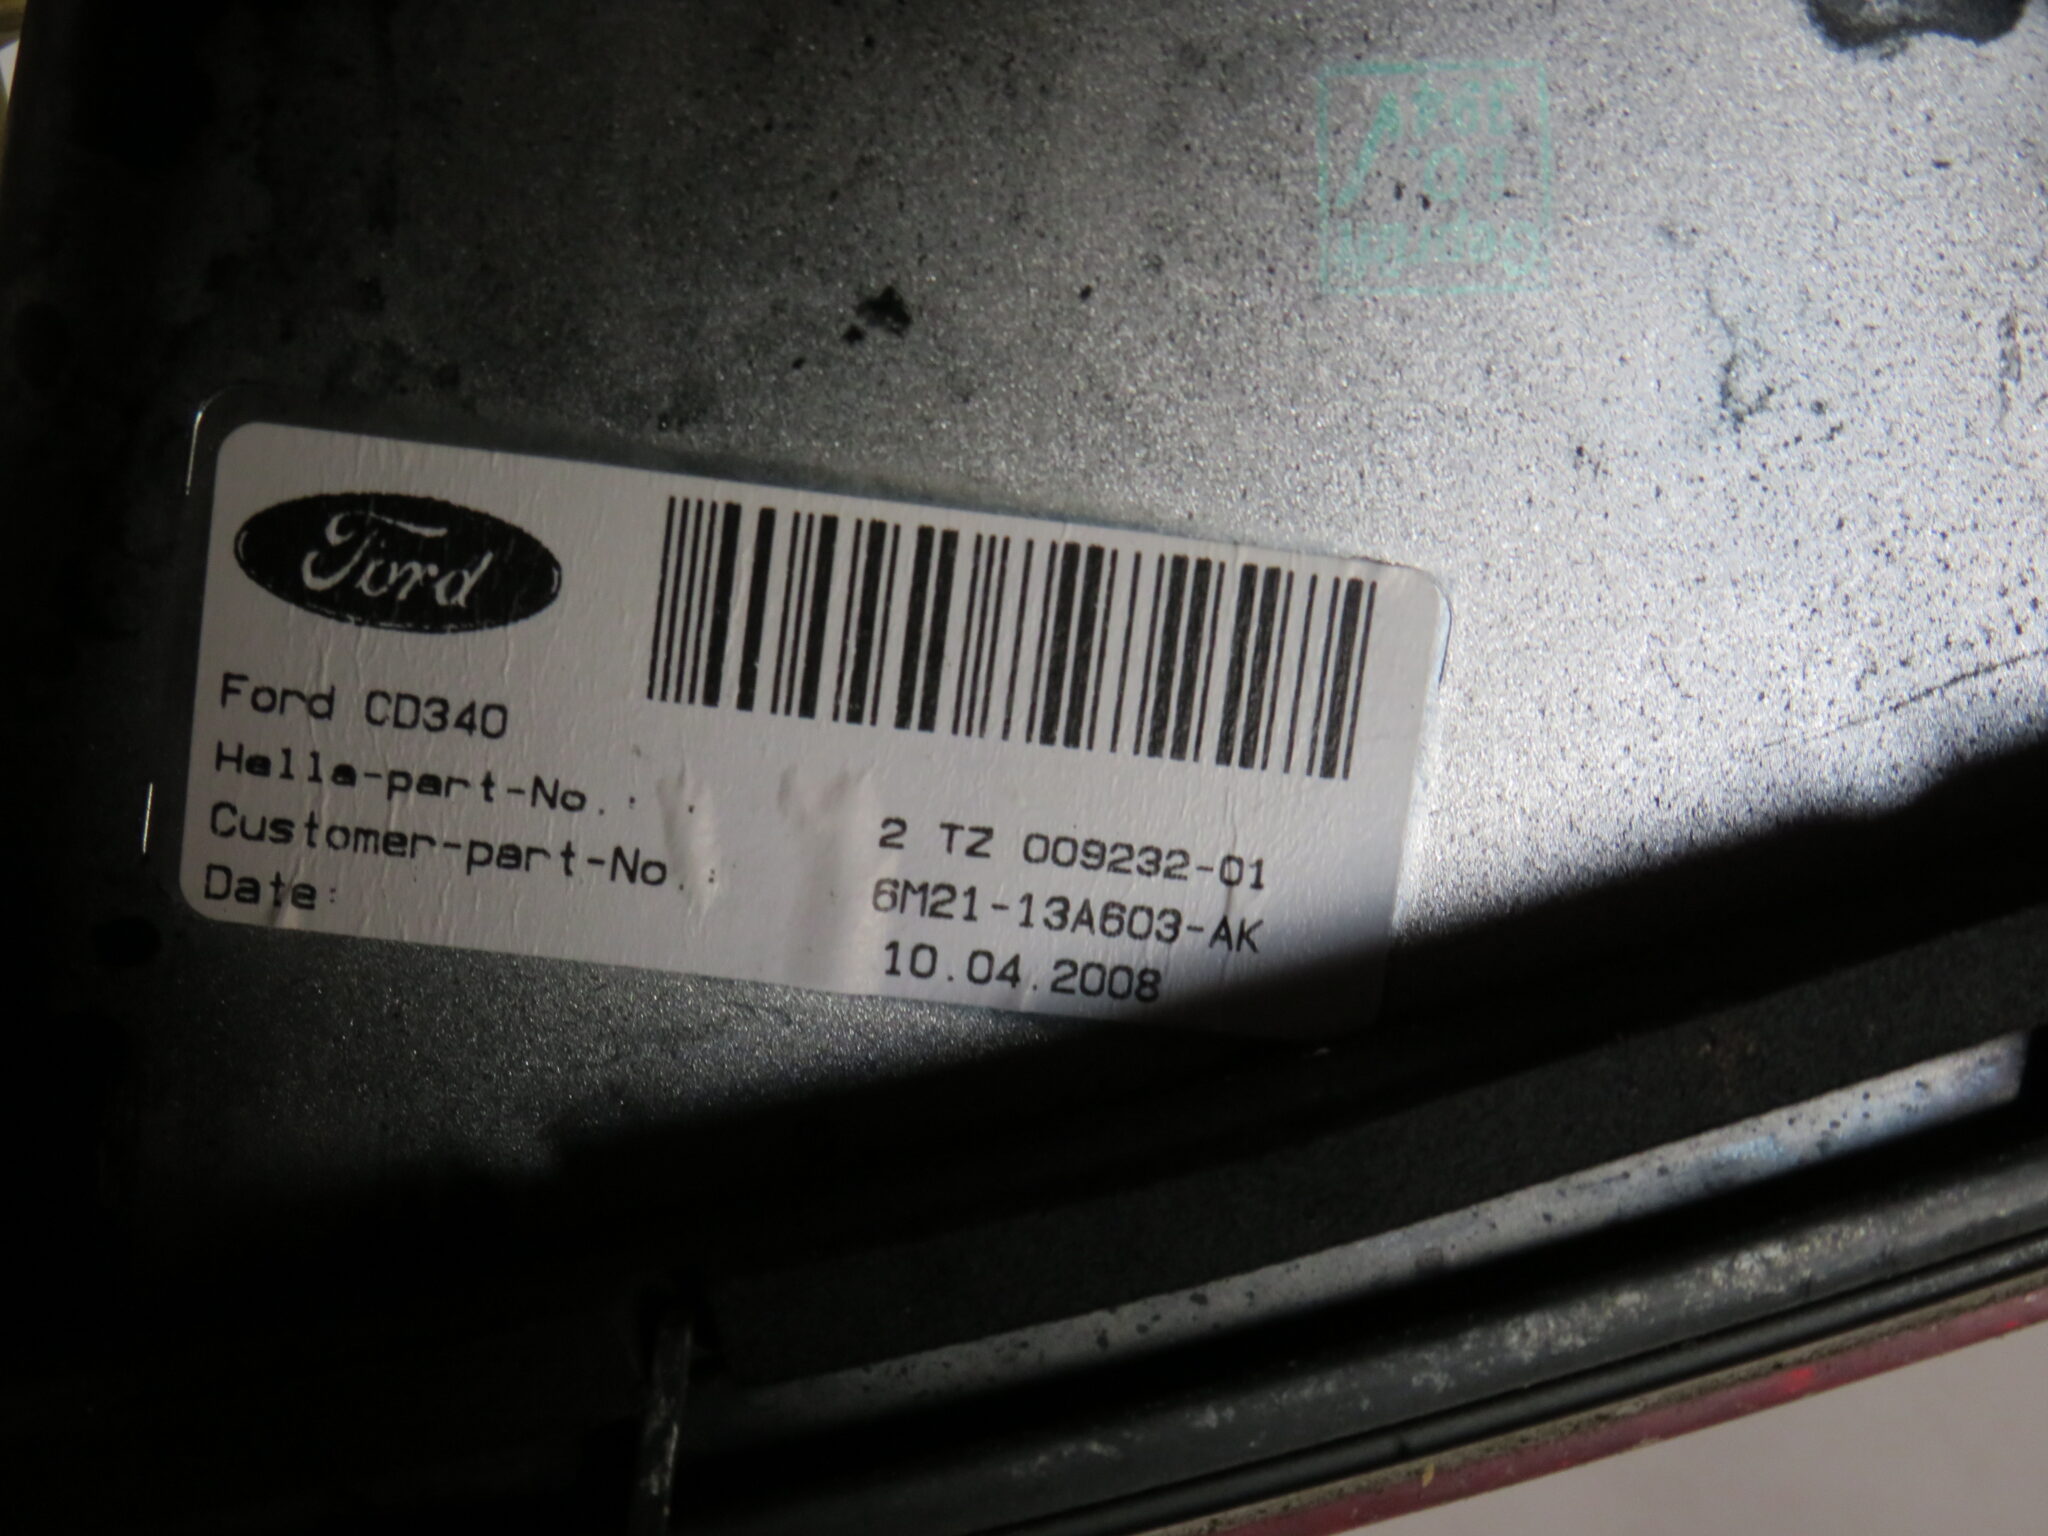 Ford
Ford CD340
Hella-part-No.: 2 TZ 009232-01
Customer-part-No.: 6M21-13A603-AK
Date: 10.04.2008
01